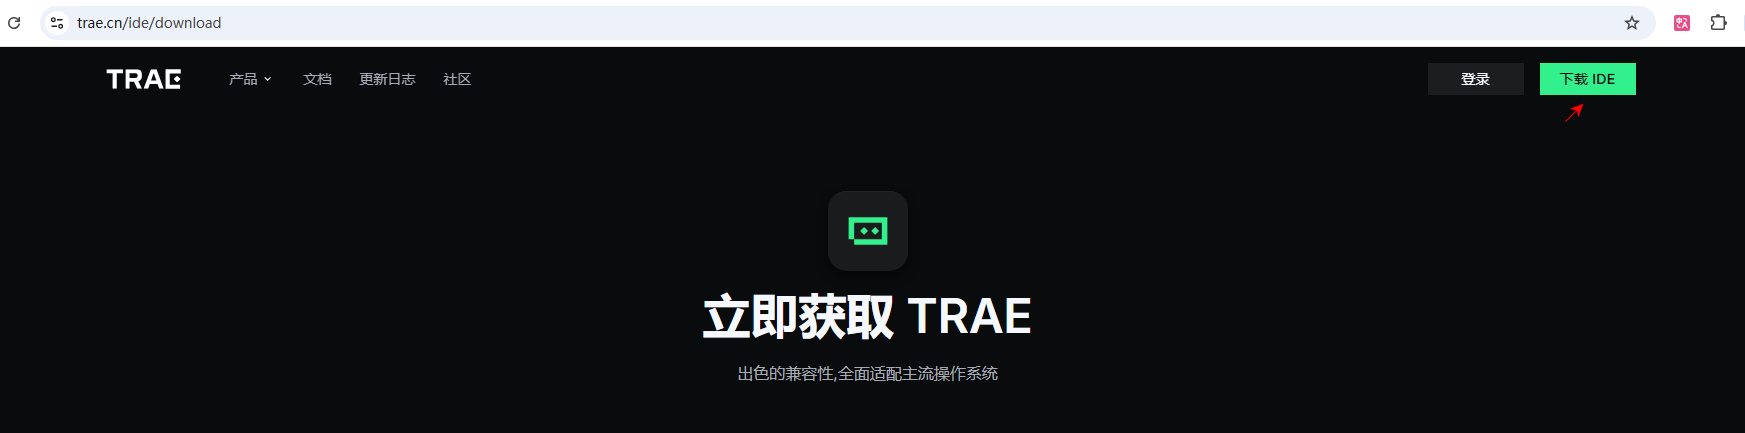 trae.cn/ide/download
TRAE 产品 文档 更新日志 社区 登录 下载 IDE
立即获取 TRAE
出色的兼容性,全面适配主流操作系统